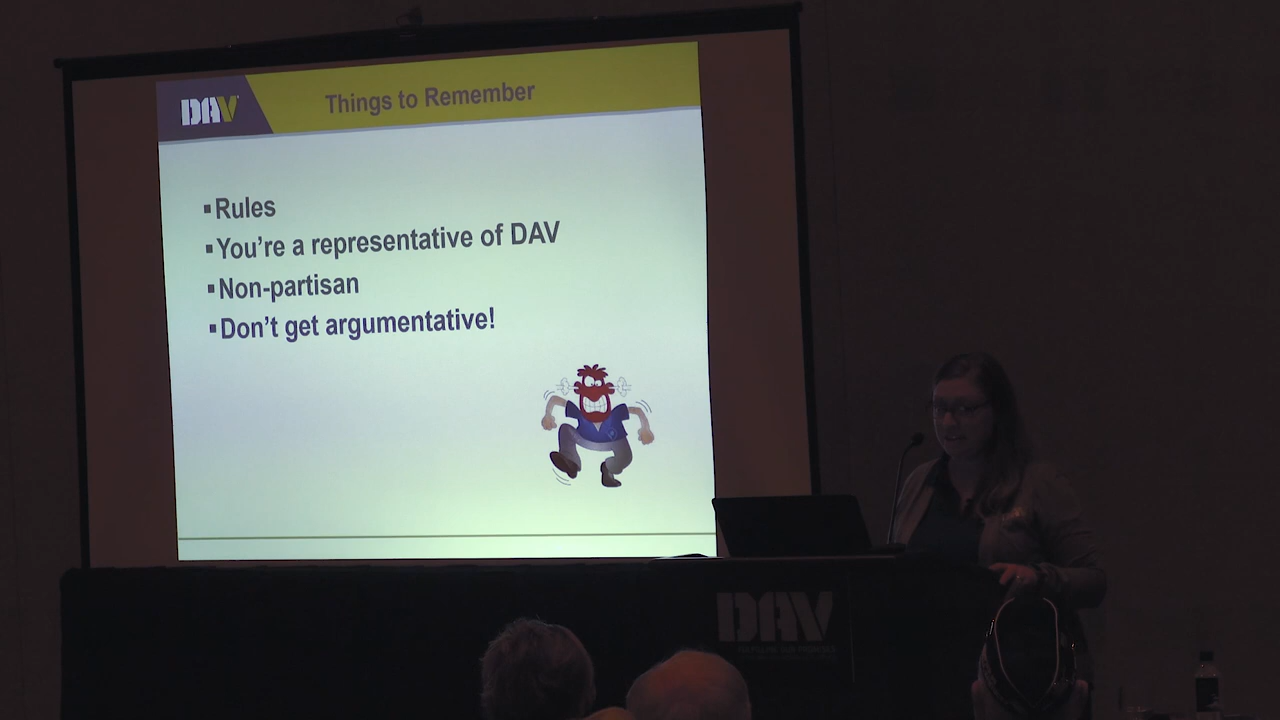 DAV
Things to Remember
▪Rules
▪You're a representative of DAV
▪Non-partisan
▪Don't get argumentative!
DAV